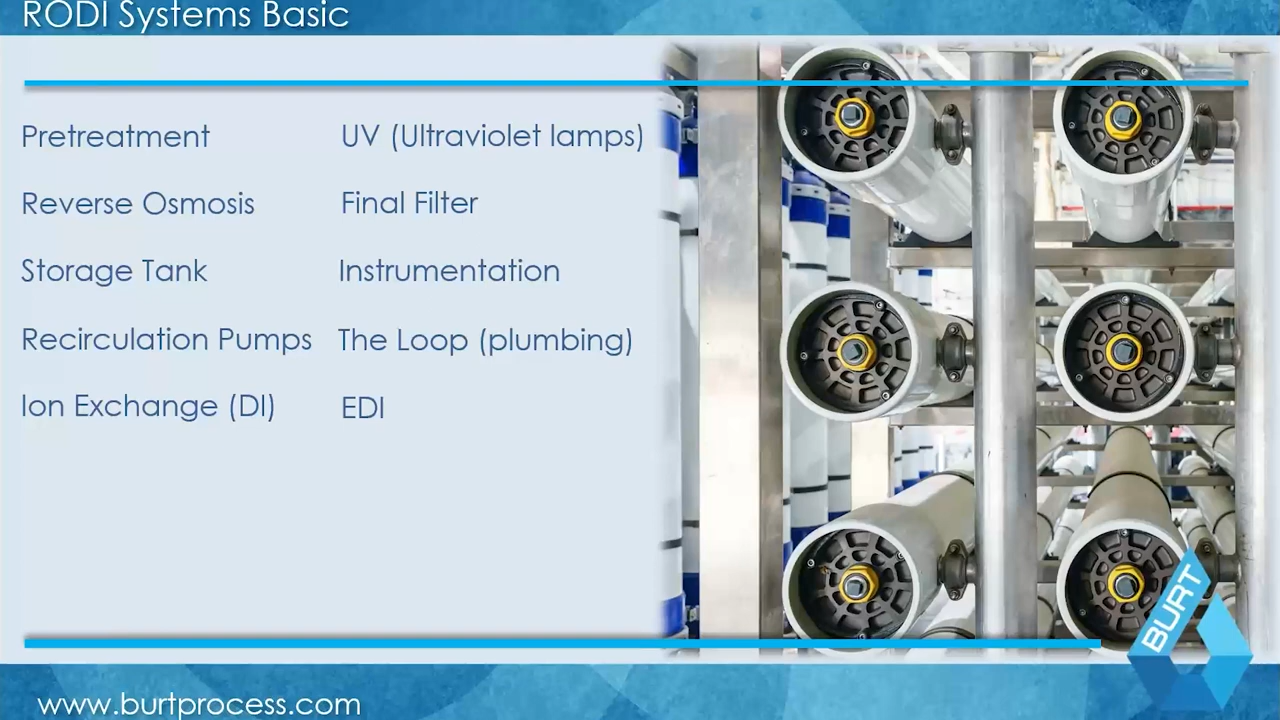 RODI Systems Basic
Pretreatment
Reverse Osmosis
Storage Tank
Recirculation Pumps
Ion Exchange (DI)
UV (Ultraviolet lamps)
Final Filter
Instrumentation
The Loop (plumbing)
EDI
BURT
www.burtprocess.com